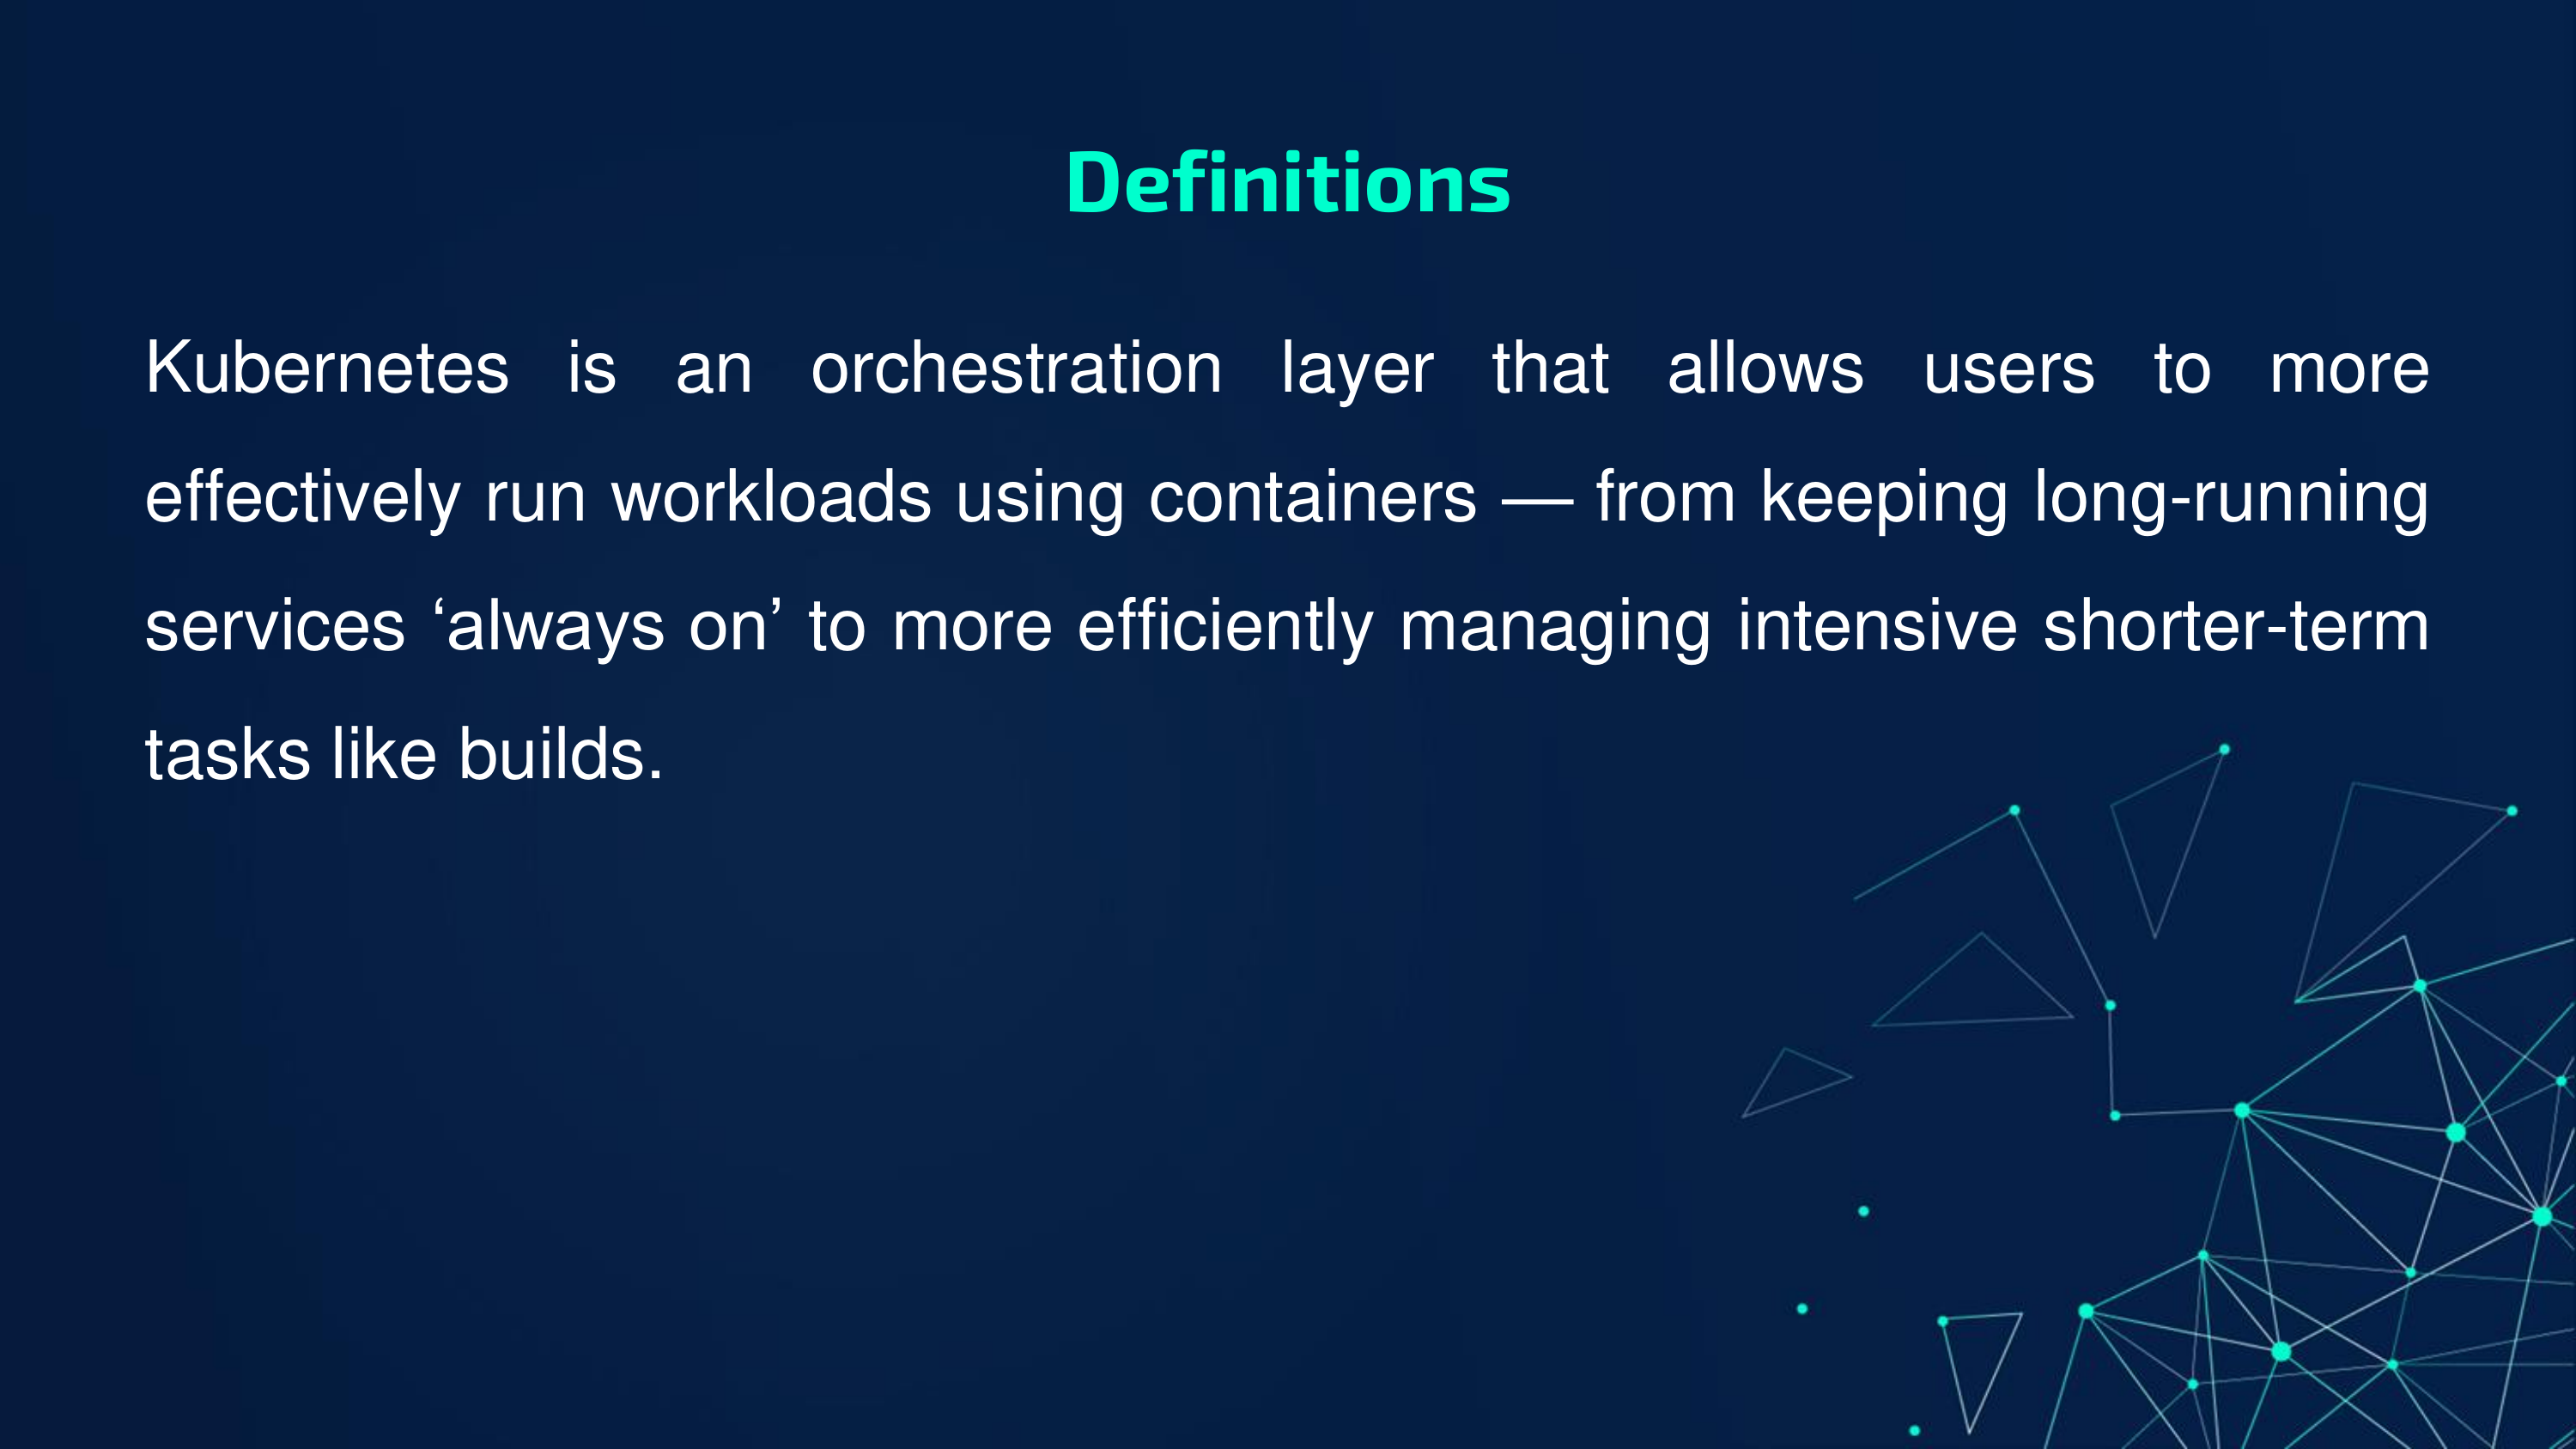 Definitions
Kubernetes is an orchestration layer that allows users to more
effectively run workloads using containers — from keeping long-running
services ‘always on’ to more efficiently managing intensive shorter-term
tasks like builds.